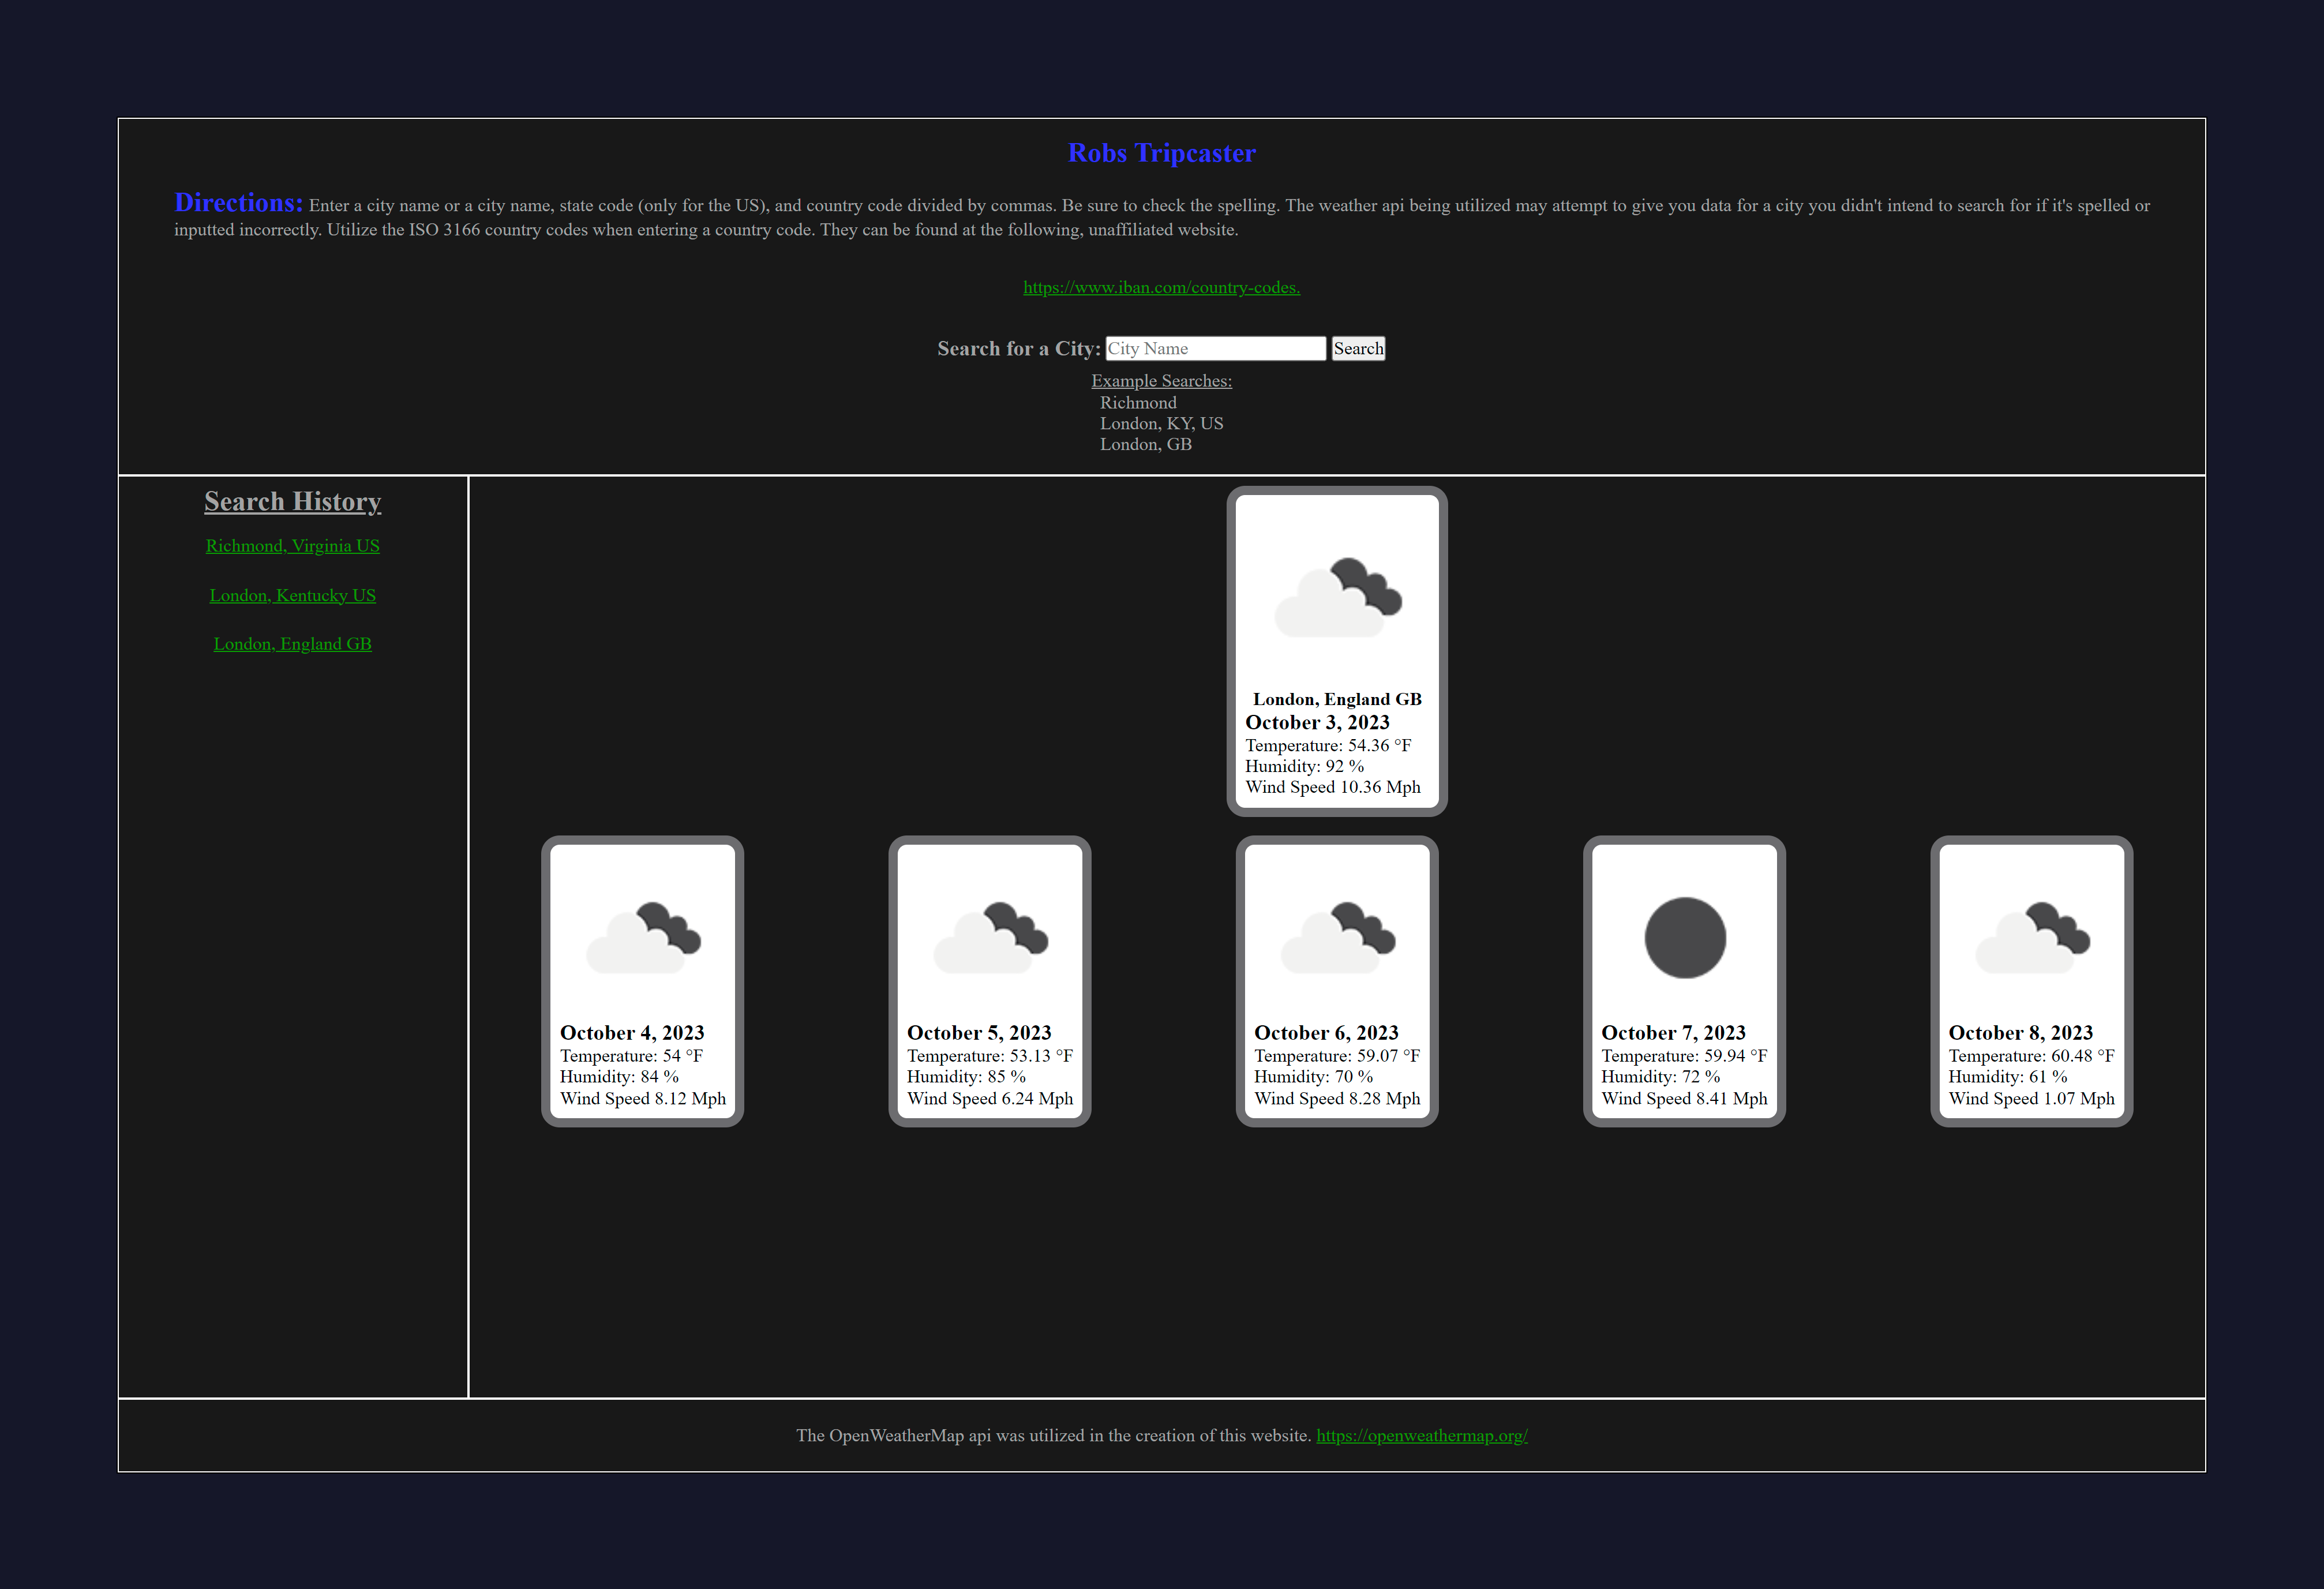 Robs Tripcaster
Directions: Enter a city name or a city name, state code (only for the US), and country code divided by commas. Be sure to check the spelling. The weather api being utilized may attempt to give you data for a city you didn't intend to search for if it's spelled or
inputted incorrectly. Utilize the ISO 3166 country codes when entering a country code. They can be found at the following, unaffiliated website.
https://www.iban.com/country-codes.
Search for a City: City Name Search
Example Searches:
Richmond
London, KY, US
London, GB
Search History
Richmond, Virginia US
London, Kentucky US
London, England GB
London, England GB
October 3, 2023
Temperature: 54.36 °F
Humidity: 92 %
Wind Speed 10.36 Mph
October 4, 2023
Temperature: 54 °F
Humidity: 84 %
Wind Speed 8.12 Mph
October 5, 2023
Temperature: 53.13 °F
Humidity: 85 %
Wind Speed 6.24 Mph
October 6, 2023
Temperature: 59.07 °F
Humidity: 70 %
Wind Speed 8.28 Mph
October 7, 2023
Temperature: 59.94 °F
Humidity: 72 %
Wind Speed 8.41 Mph
October 8, 2023
Temperature: 60.48 °F
Humidity: 61 %
Wind Speed 1.07 Mph
The OpenWeatherMap api was utilized in the creation of this website. https://openweathermap.org/